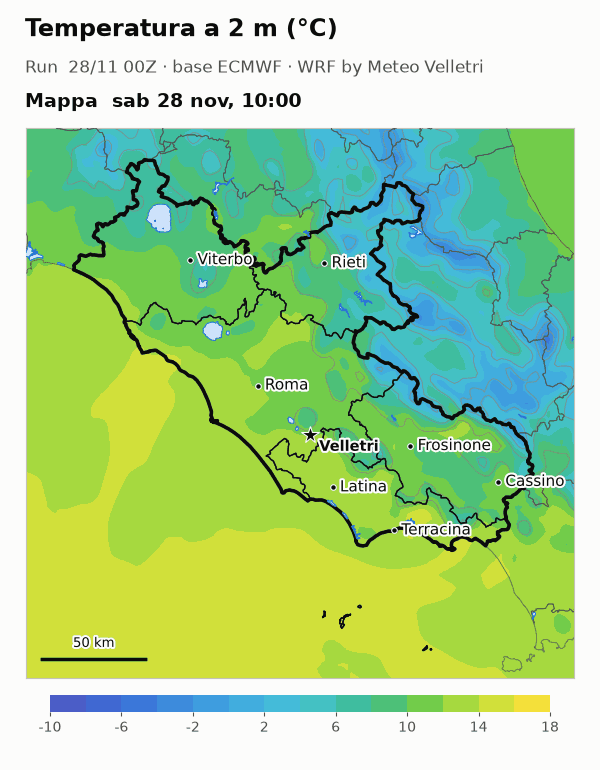 Temperatura a 2 m (°C)
Run  28/11 00Z · base ECMWF · WRF by Meteo Velletri
Mappa  sab 28 nov, 10:00
Viterbo
Rieti
Roma
Velletri
Frosinone
Cassino
Latina
Terracina
50 km
-10 -6 -2 2 6 10 14 18